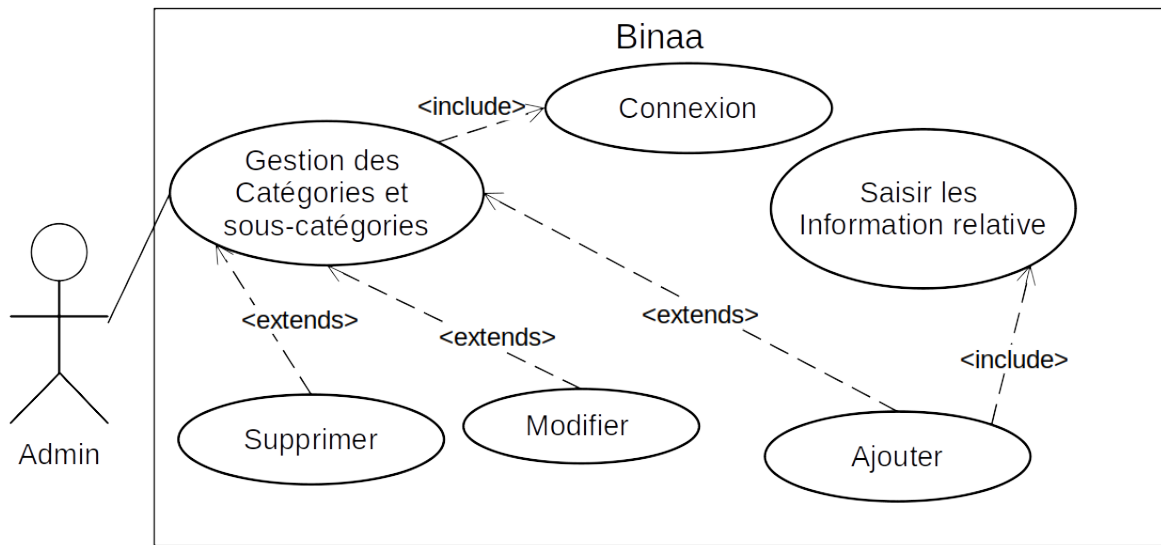 Binaa
<include>
Connexion
Gestion des
Catégories et
sous-catégories
Saisir les
Information relative
<extends>
<extends>
<extends>
<include>
Supprimer
Modifier
Ajouter
Admin